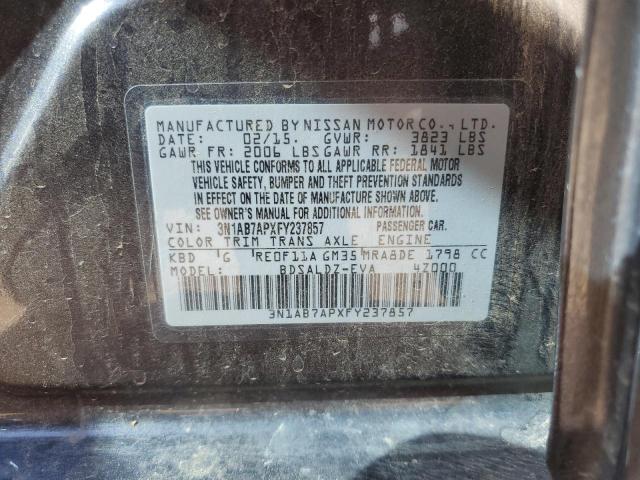 MANUFACTURED BY NISSAN MOTOR CO., LTD.
DATE: 02/15. GVWR: 3823 LBS
GAWR FR: 2006 LBS GAWR RR: 1841 LBS
THIS VEHICLE CONFORMS TO ALL APPLICABLE FEDERAL MOTOR
VEHICLE SAFETY, BUMPER AND THEFT PREVENTION STANDARDS
IN EFFECT ON THE DATE OF MANUFACTURE SHOWN ABOVE.
SEE OWNER'S MANUAL FOR ADDITIONAL INFORMATION.
VIN: 3N1AB7APXFY237857 PASSENGER CAR.
COLOR TRIM TRANS AXLE ENGINE
KBD G RE0F11A GM35 MRA8DE 1798 CC
MODEL: BDSALDZ-EVA 4Z000
3N1AB7APXFY237857